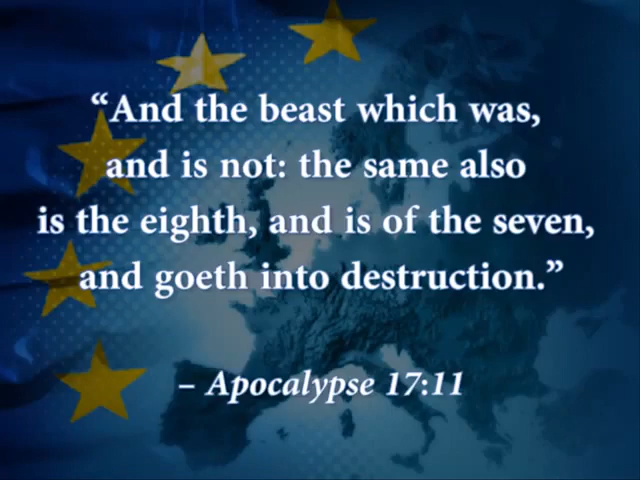 “And the beast which was,
and is not: the same also
is the eighth, and is of the seven,
and goeth into destruction.”
– Apocalypse 17:11